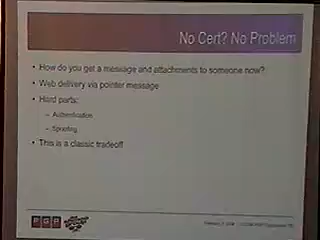 No Cert? No Problem
• How do you get a message and attachments to someone now?
• Web delivery via pointer message
• Hard parts:
– Authentication
– Spoofing
• This is a classic tradeoff
PGP